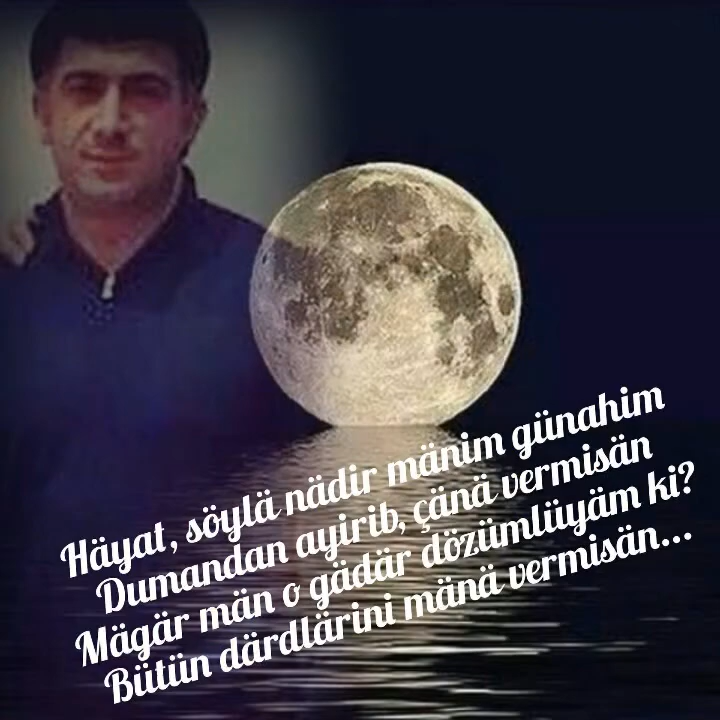 Häyat, söylä nädir mänim günahim
Dumandan ayirib, çänä vermisän
Mägär män o gädär dözümlüyäm ki?
Bütün därdlärini mänä vermisän...